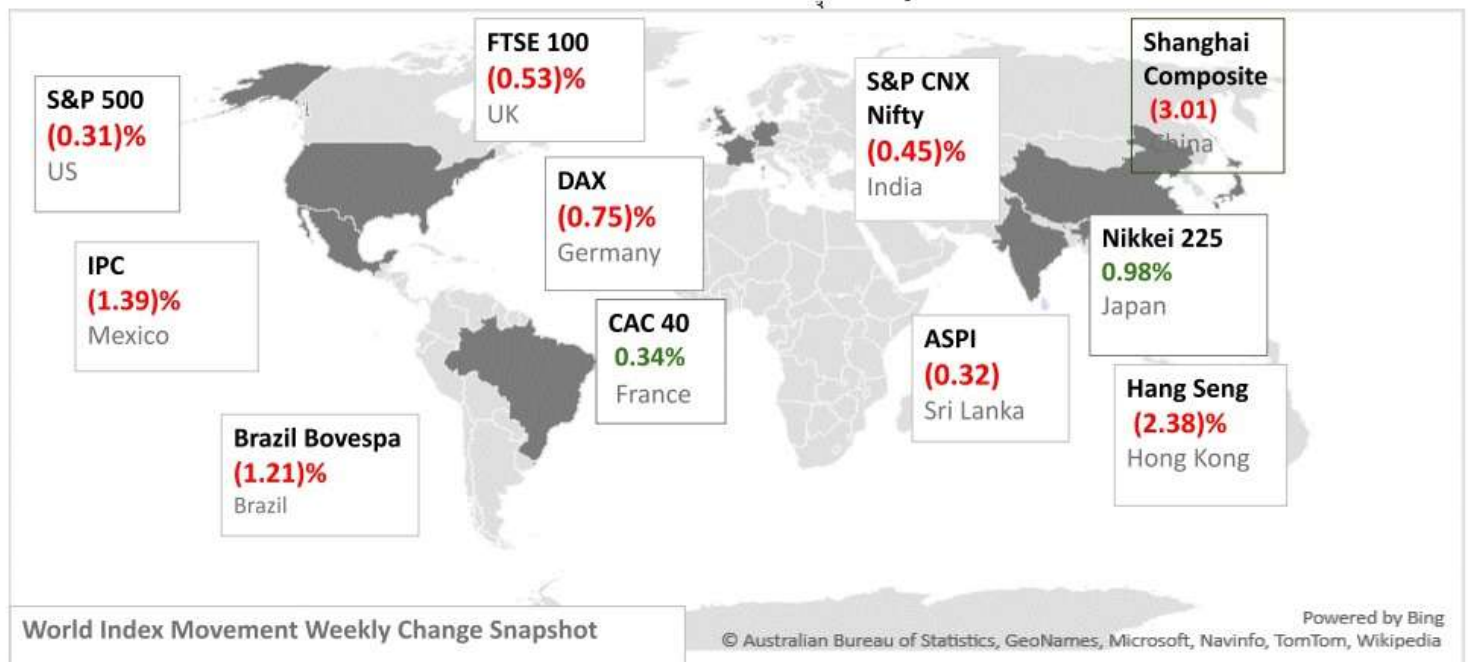 FTSE 100
(0.53)%
UK
Shanghai
Composite
(3.01)
China
S&P CNX
Nifty
(0.45)%
India
S&P 500
(0.31)%
US
DAX
(0.75)%
Germany
Nikkei 225
0.98%
Japan
IPC
(1.39)%
Mexico
CAC 40
0.34%
France
ASPI
(0.32)
Sri Lanka
Hang Seng
(2.38)%
Hong Kong
Brazil Bovespa
(1.21)%
Brazil
World Index Movement Weekly Change Snapshot
Powered by Bing
© Australian Bureau of Statistics, GeoNames, Microsoft, Navinfo, TomTom, Wikipedia